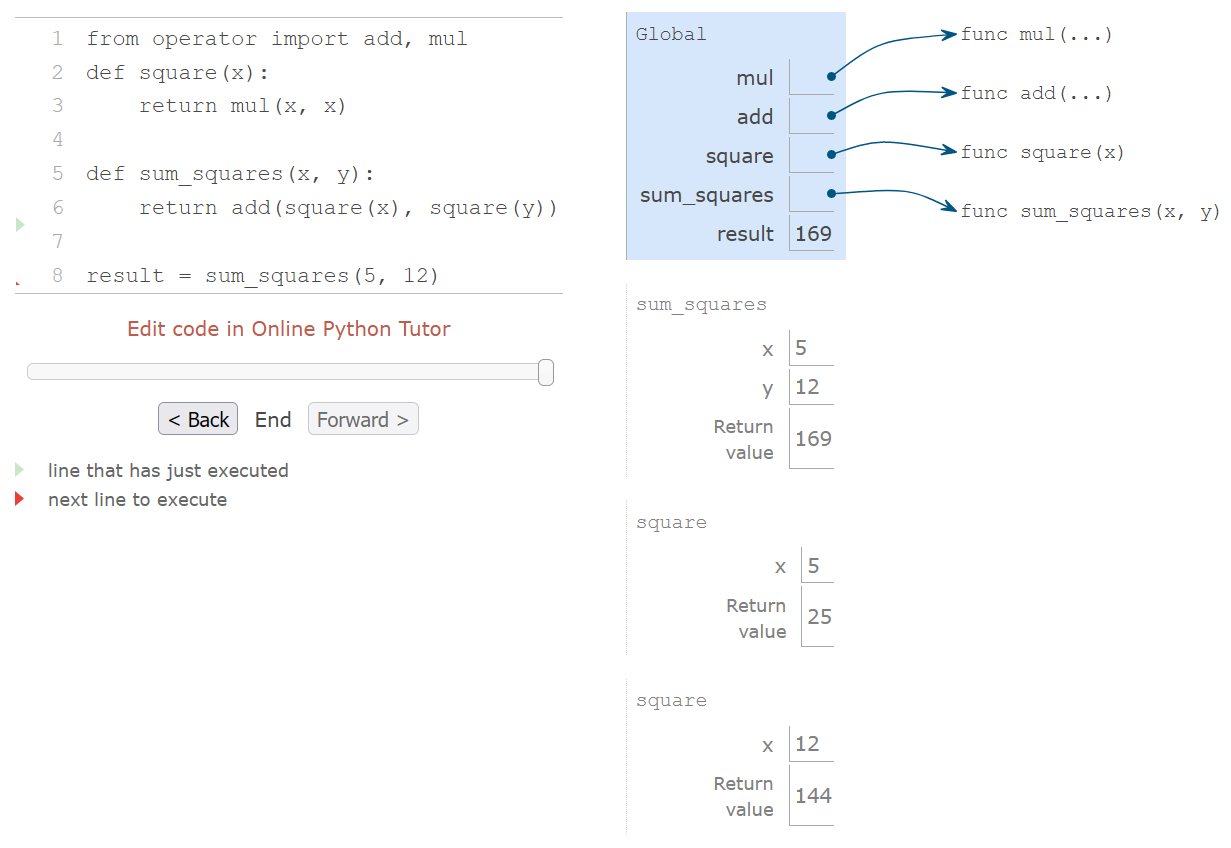 1 from operator import add, mul
2 def square(x):
3     return mul(x, x)
4
5 def sum_squares(x, y):
6     return add(square(x), square(y))
7
8 result = sum_squares(5, 12)
Edit code in Online Python Tutor
< Back End Forward >
line that has just executed
next line to execute
Global
mul
add
square
sum_squares
result 169
func mul(...)
func add(...)
func square(x)
func sum_squares(x, y)
sum_squares
x 5
y 12
Return
value 169
square
x 5
Return
value 25
square
x 12
Return
value 144